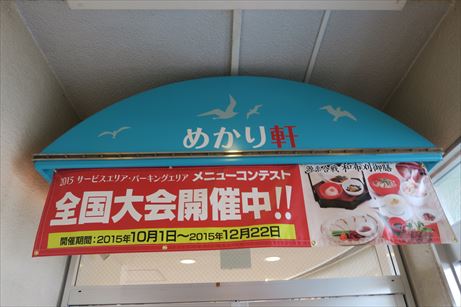 めかり軒
2015 サービスエリア・パーキングエリア メニューコンテスト
全国大会開催中!!
開催期間：2015年10月1日～2015年12月22日